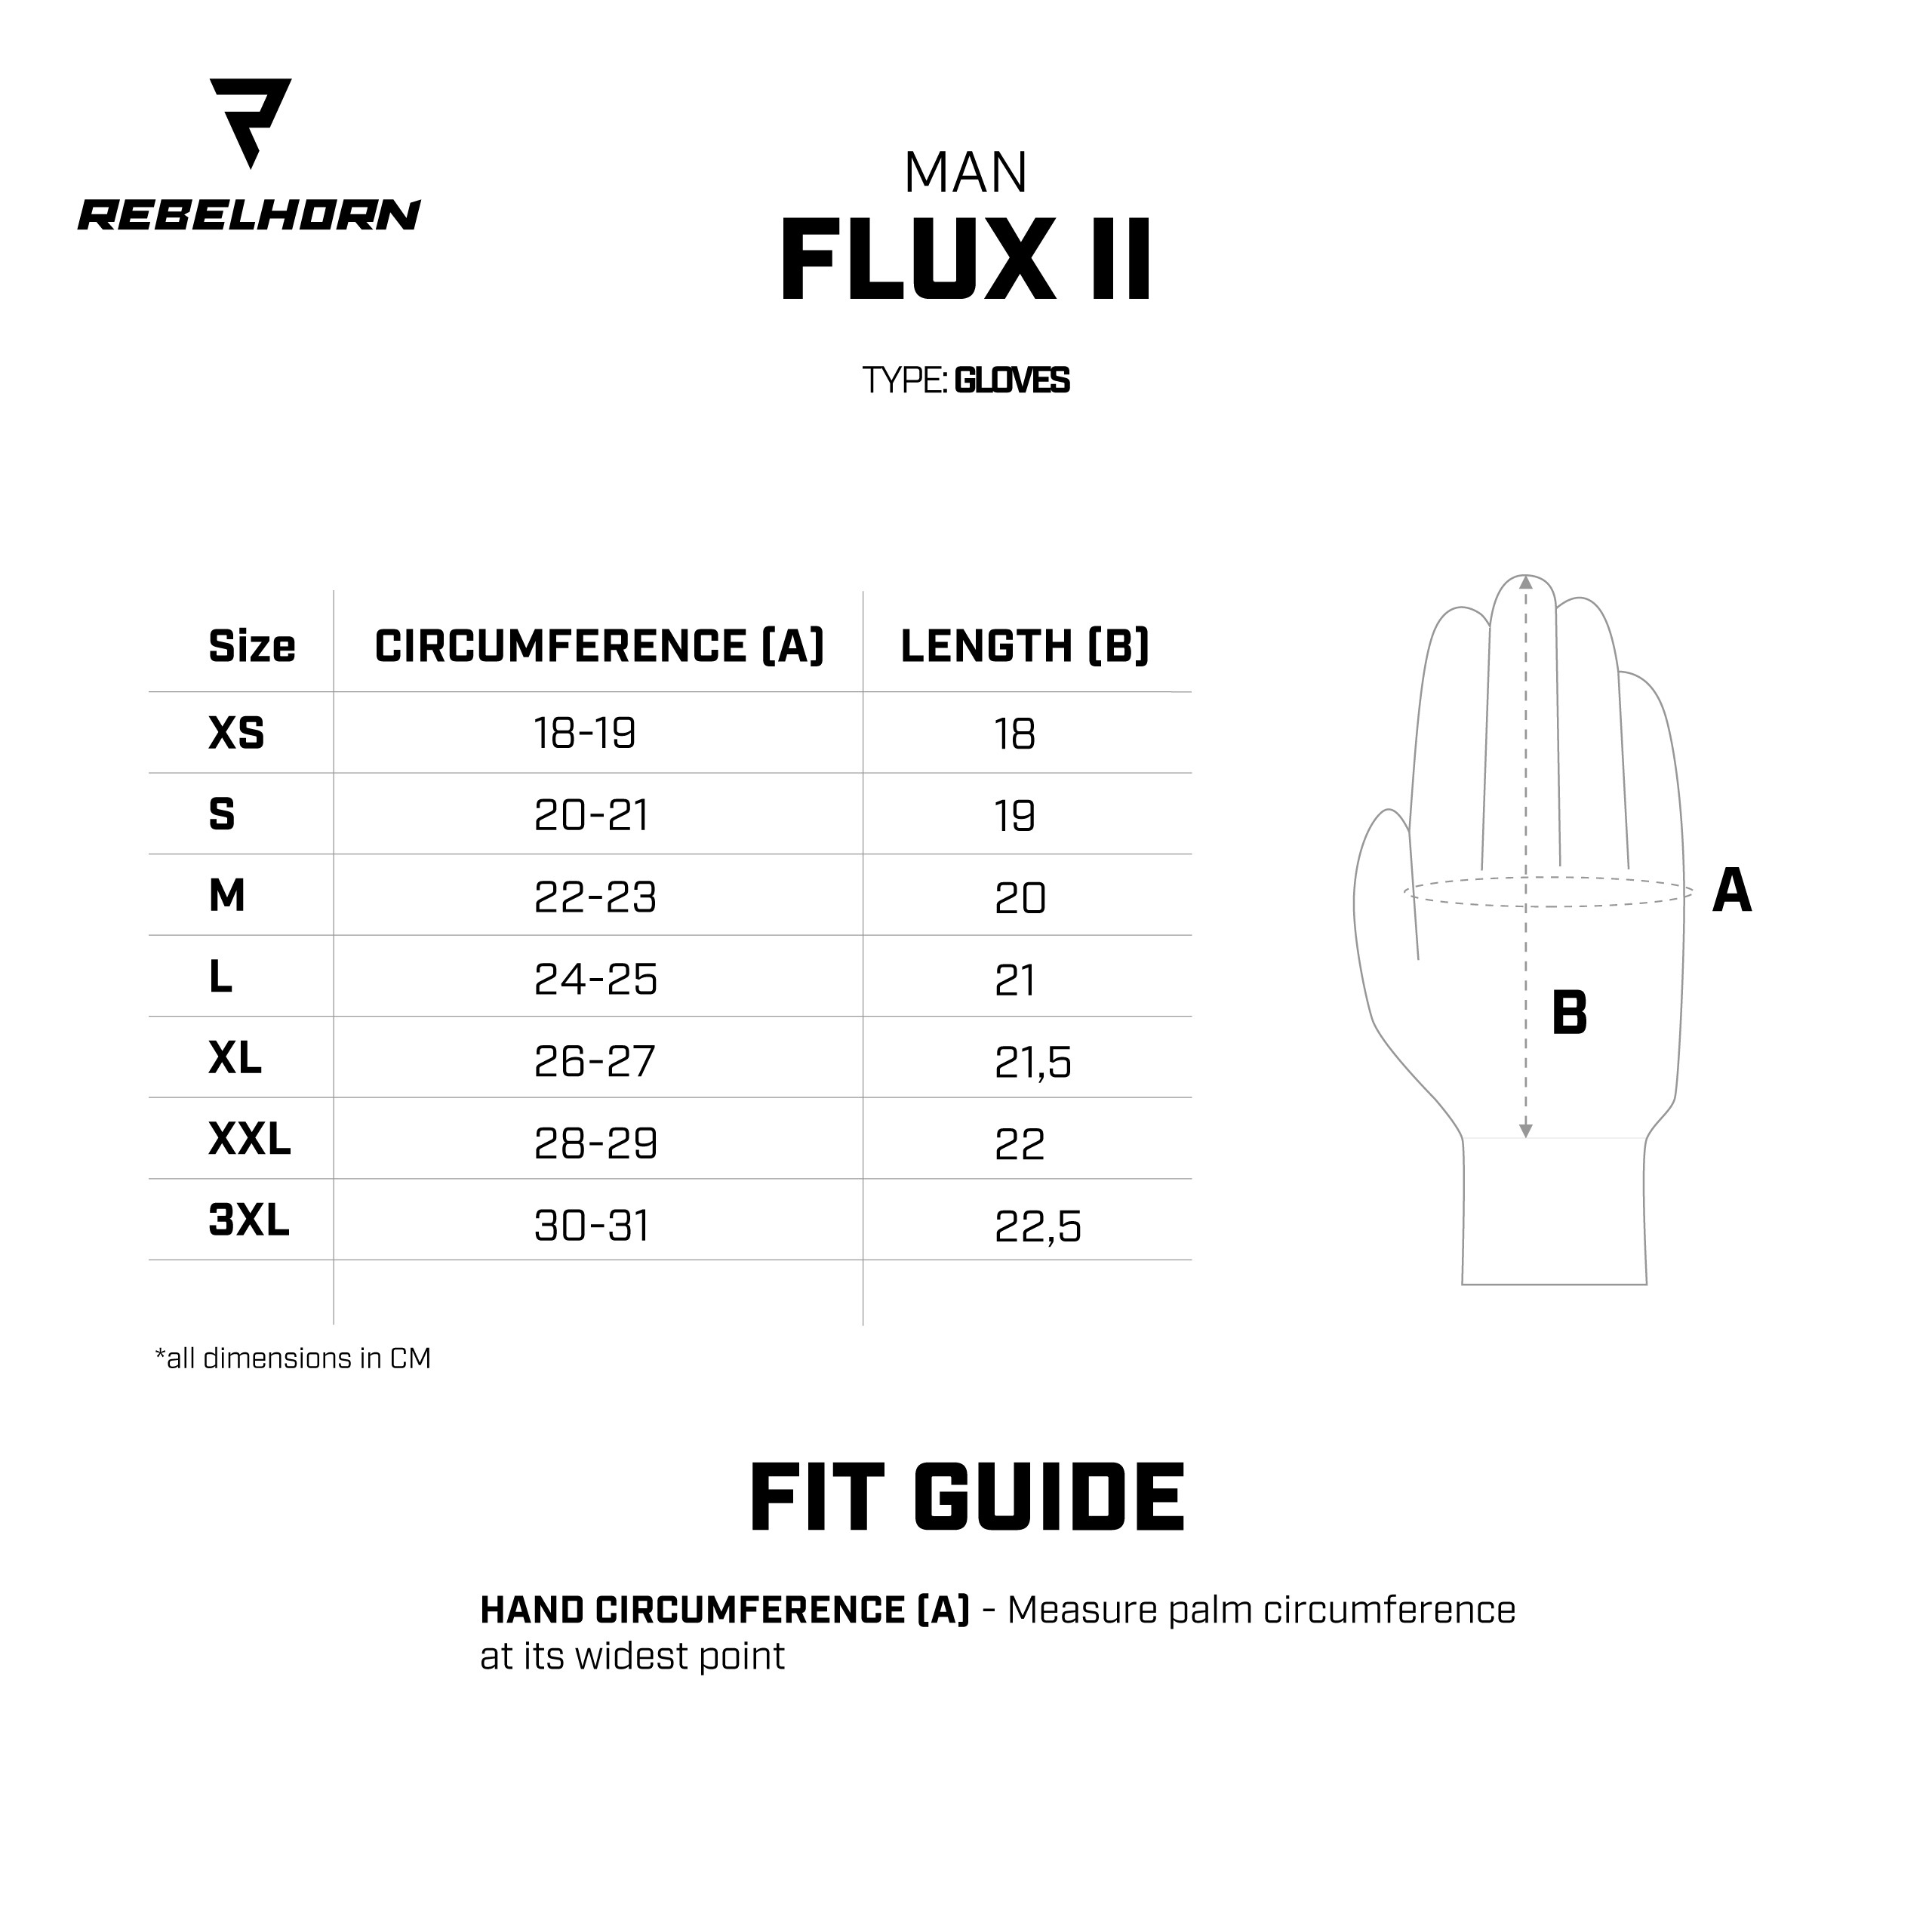 REBELHORN
MAN
FLUX II
TYPE: GLOVES
Size CIRCUMFERENCE (A) LENGTH (B)
XS 18-19 18
S 20-21 19
M 22-23 20
L 24-25 21
XL 26-27 21,5
XXL 28-29 22
3XL 30-31 22,5
A
B
*all dimensions in CM
FIT GUIDE
HAND CIRCUMFERENCE (A) - Measure palm circumference
at its widest point